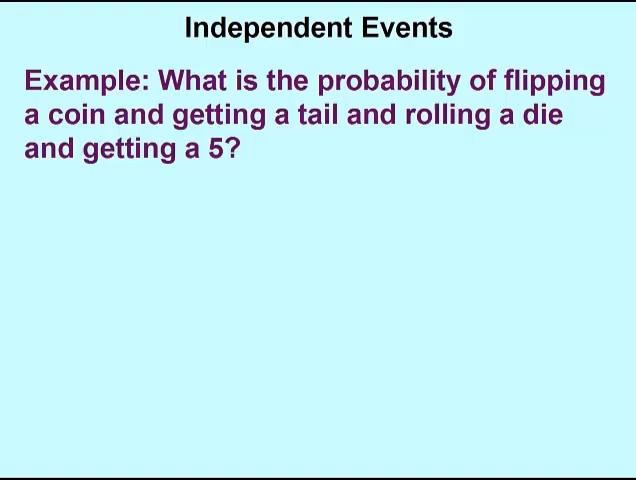 Independent Events
Example: What is the probability of flipping
a coin and getting a tail and rolling a die
and getting a 5?